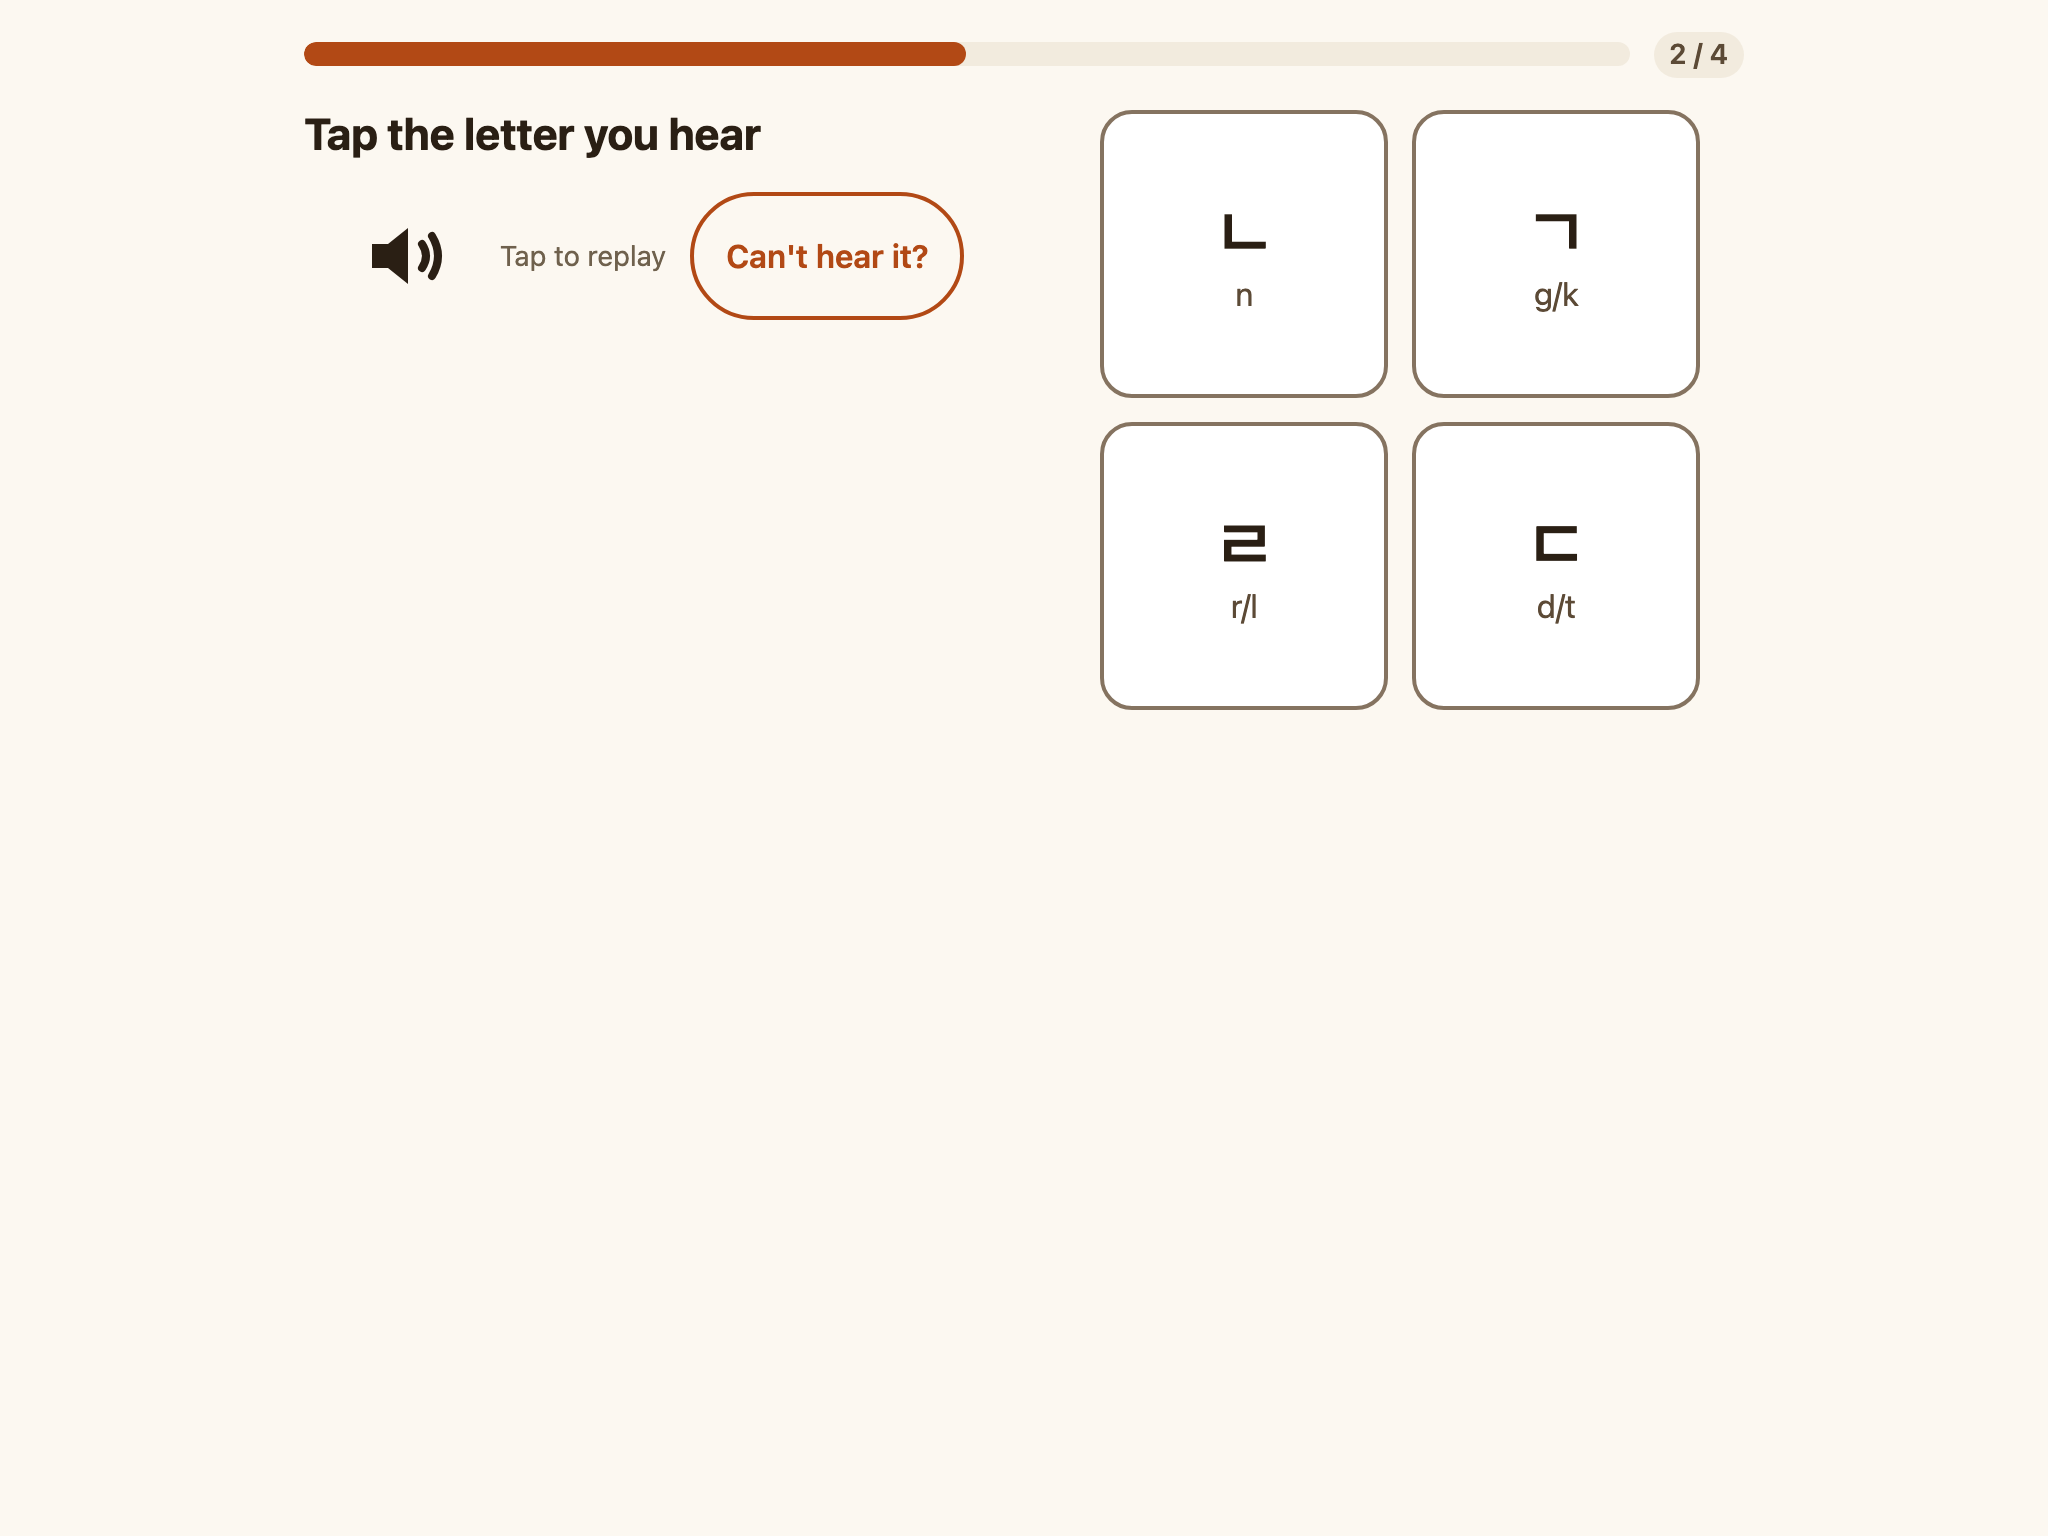 2 / 4
Tap the letter you hear
Tap to replay
Can't hear it?
ㄴ
n
ㄱ
g/k
ㄹ
r/l
ㄷ
d/t